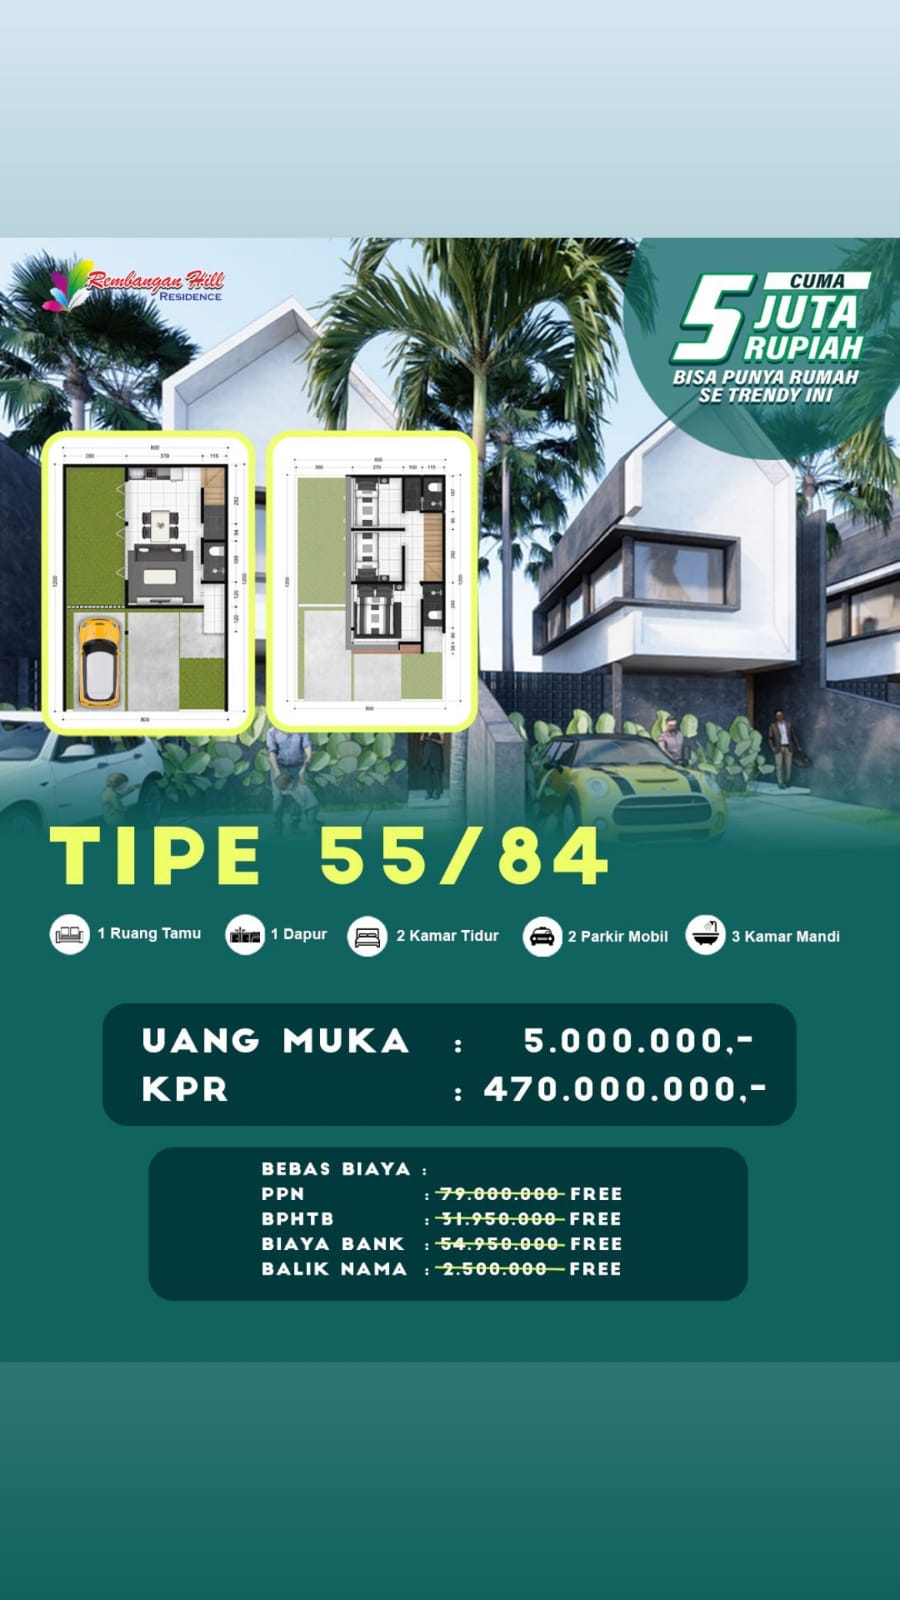 Rembangan Hill
RESIDENCE
5 CUMA
JUTA
RUPIAH
BISA PUNYA RUMAH
SE TRENDY INI
TIPE 55/84
1 Ruang Tamu
1 Dapur
2 Kamar Tidur
2 Parkir Mobil
3 Kamar Mandi
UANG MUKA : 5.000.000,-
KPR : 470.000.000,-
BEBAS BIAYA :
PPN : 79.000.000 FREE
BPHTB : 31.950.000 FREE
BIAYA BANK : 54.950.000 FREE
BALIK NAMA : 2.500.000 FREE